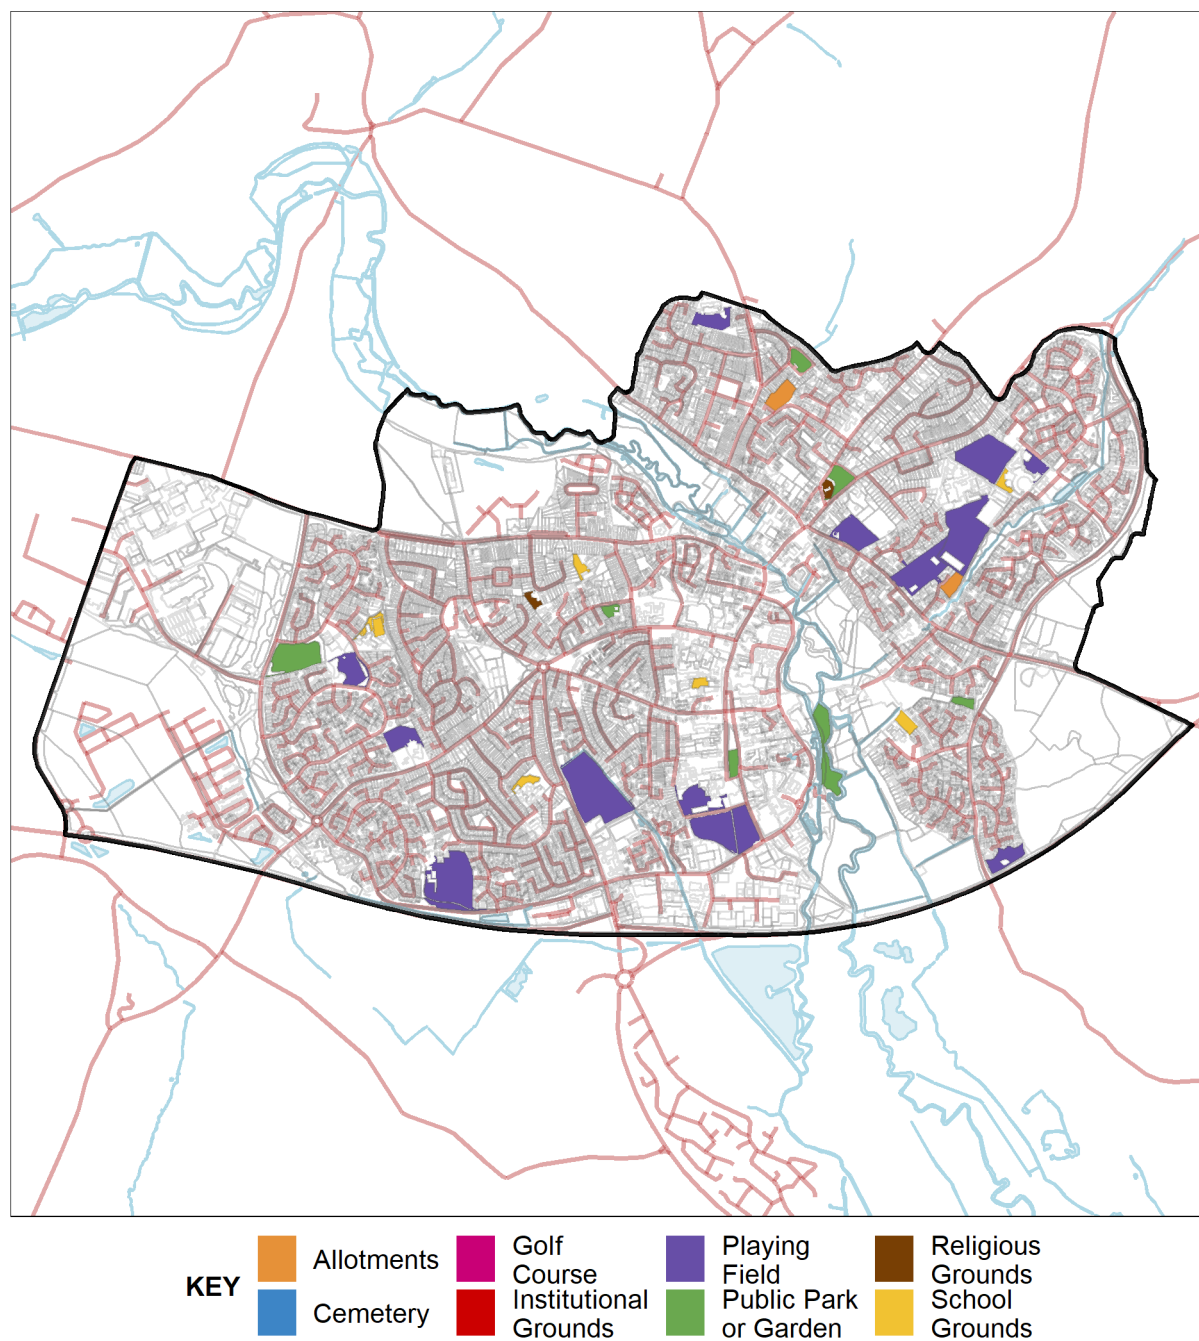 KEY
Allotments
Cemetery
Golf
Course
Institutional
Grounds
Playing
Field
Public Park
or Garden
Religious
Grounds
School
Grounds